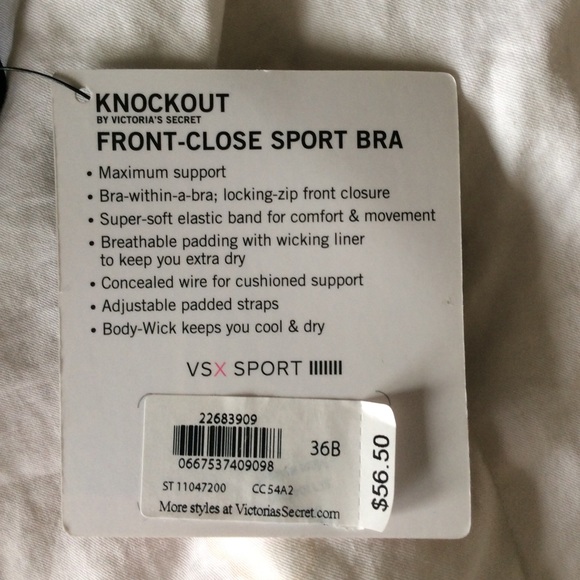 KNOCKOUT
BY VICTORIA'S SECRET
FRONT-CLOSE SPORT BRA
• Maximum support
• Bra-within-a-bra; locking-zip front closure
• Super-soft elastic band for comfort & movement
• Breathable padding with wicking liner
to keep you extra dry
• Concealed wire for cushioned support
• Adjustable padded straps
• Body-Wick keeps you cool & dry
VSX SPORT
22683909
0667537409098
36B
ST 11047200 CC 54A2
More styles at VictoriasSecret.com
$56.50